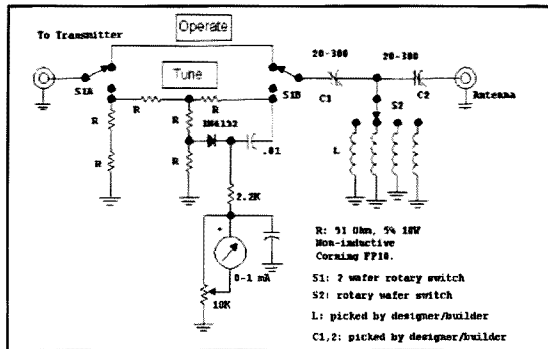 Operate
To Transmitter
Tune
20-300
20-300
S1A
S1B
C1
C2
Antenna
S2
R
R
R
R
R
R
1N4152
.01
L
2.2K
+
0-1 mA
10K
R: 51 Ohm, 5% 10W
Non-inductive
Corning FP10.
S1: 2 wafer rotary switch
S2: rotary wafer switch
L: picked by designer/builder
C1,2: picked by designer/builder